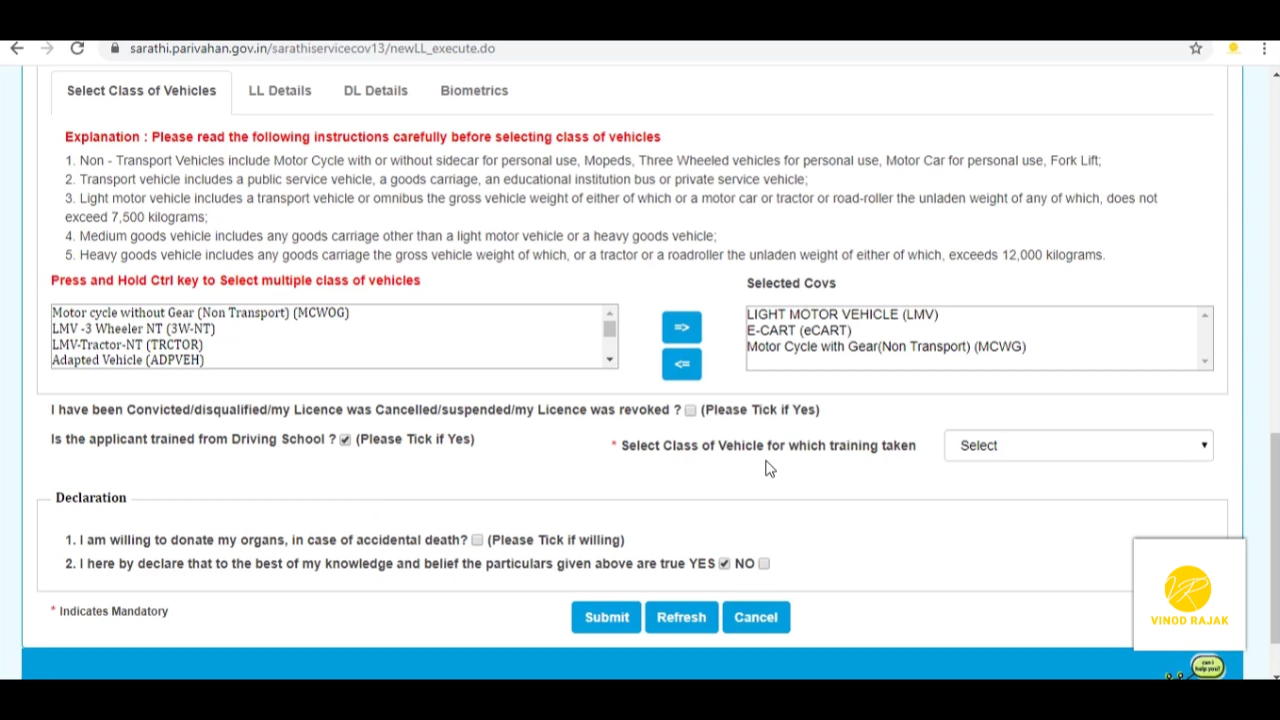 sarathi.parivahan.gov.in/sarathiservicecov13/newLL_execute.do
Select Class of Vehicles LL Details DL Details Biometrics
Explanation : Please read the following instructions carefully before selecting class of vehicles
1. Non - Transport Vehicles include Motor Cycle with or without sidecar for personal use, Mopeds, Three Wheeled vehicles for personal use, Motor Car for personal use, Fork Lift;
2. Transport vehicle includes a public service vehicle, a goods carriage, an educational institution bus or private service vehicle;
3. Light motor vehicle includes a transport vehicle or omnibus the gross vehicle weight of either of which or a motor car or tractor or road-roller the unladen weight of any of which, does not
exceed 7,500 kilograms;
4. Medium goods vehicle includes any goods carriage other than a light motor vehicle or a heavy goods vehicle;
5. Heavy goods vehicle includes any goods carriage the gross vehicle weight of which, or a tractor or a roadroller the unladen weight of either of which, exceeds 12,000 kilograms.
Press and Hold Ctrl key to Select multiple class of vehicles
Selected Covs
Motor cycle without Gear (Non Transport) (MCWOG)
LMV -3 Wheeler NT (3W-NT)
LMV-Tractor-NT (TRCTOR)
Adapted Vehicle (ADPVEH)
=>
<=
LIGHT MOTOR VEHICLE (LMV)
E-CART (eCART)
Motor Cycle with Gear(Non Transport) (MCWG)
I have been Convicted/disqualified/my Licence was Cancelled/suspended/my Licence was revoked ? (Please Tick if Yes)
Is the applicant trained from Driving School ? (Please Tick if Yes)
* Select Class of Vehicle for which training taken Select
Declaration
1. I am willing to donate my organs, in case of accidental death? (Please Tick if willing)
2. I here by declare that to the best of my knowledge and belief the particulars given above are true YES NO
* Indicates Mandatory
Submit Refresh Cancel
VR
VINOD RAJAK
can i
help you?